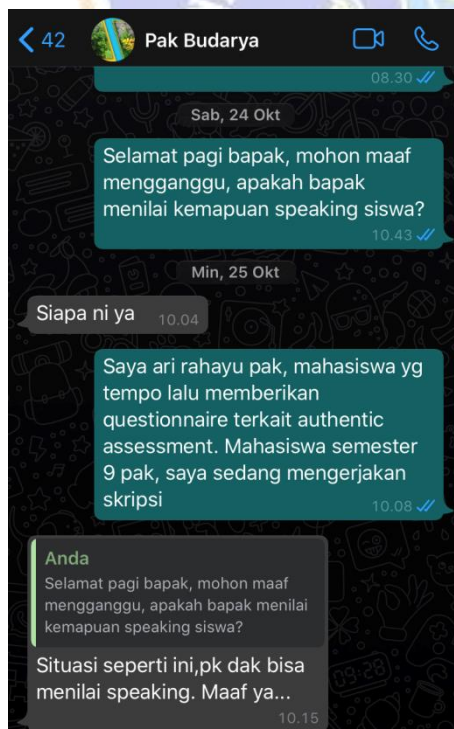 42
Pak Budarya
08.30
Sab, 24 Okt
Selamat pagi bapak, mohon maaf
mengganggu, apakah bapak
menilai kemapuan speaking siswa?
10.43
Min, 25 Okt
Siapa ni ya
10.04
Saya ari rahayu pak, mahasiswa yg
tempo lalu memberikan
questionnaire terkait authentic
assessment. Mahasiswa semester
9 pak, saya sedang mengerjakan
skripsi
10.08
Anda
Selamat pagi bapak, mohon maaf
mengganggu, apakah bapak menilai
kemapuan speaking siswa?
Situasi seperti ini,pk dak bisa
menilai speaking. Maaf ya...
10.15